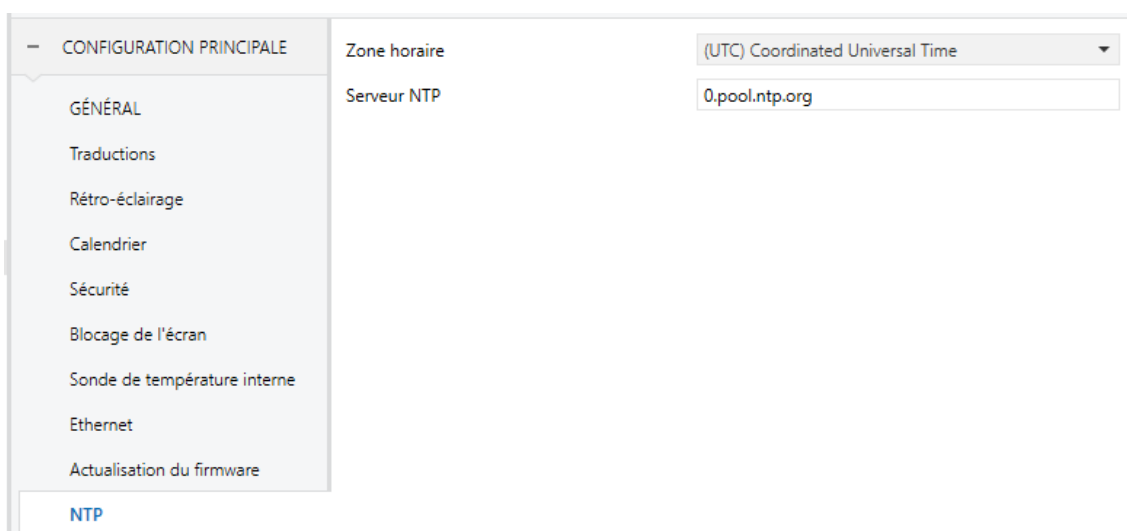 − CONFIGURATION PRINCIPALE
Zone horaire
(UTC) Coordinated Universal Time
Serveur NTP
0.pool.ntp.org
GÉNÉRAL
Traductions
Rétro-éclairage
Calendrier
Sécurité
Blocage de l'écran
Sonde de température interne
Ethernet
Actualisation du firmware
NTP